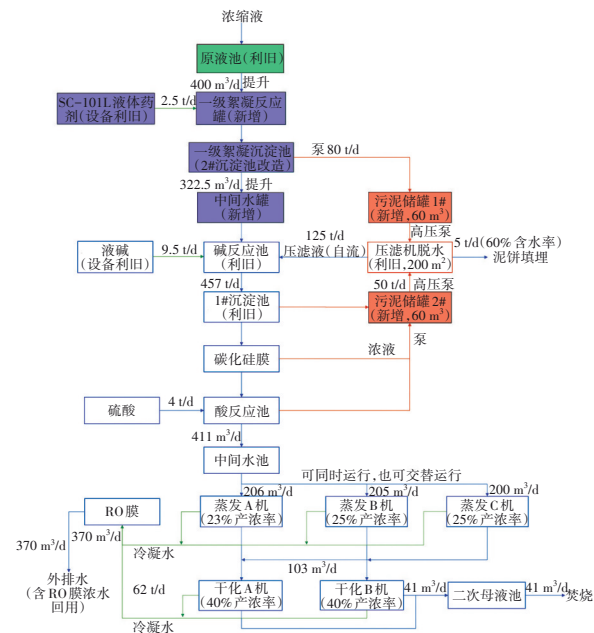 浓缩液
原液池(利旧)
400 m³/d 提升
SC-101L液体药
剂(设备利旧)
2.5 t/d
一级絮凝反应
罐(新增)
一级絮凝沉淀池
(2#沉淀池改造)
泵 80 t/d
322.5 m³/d 提升
中间水罐
(新增)
污泥储罐1#
(新增,60 m³)
高压泵
液碱
(设备利旧)
9.5 t/d
碱反应池
(利旧)
125 t/d
压滤液(自流)
压滤机脱水
(利旧,200 m²)
5 t/d(60%含水率)
泥饼填埋
457 t/d
50 t/d
高压泵
1#沉淀池
(利旧)
污泥储罐2#
(新增,60 m³)
泵
碳化硅膜
浓液
硫酸
4 t/d
酸反应池
411 m³/d
中间水池
可同时运行,也可交替运行
206 m³/d
205 m³/d
200 m³/d
RO膜
蒸发A机
(23%产浓率)
蒸发B机
(25%产浓率)
蒸发C机
(25%产浓率)
370 m³/d
370 m³/d
冷凝水
103 m³/d
外排水
(含RO膜浓水
回用)
62 t/d
干化A机
(40%产浓率)
干化B机
(40%产浓率)
41 m³/d
二次母液池
41 m³/d
焚烧
冷凝水